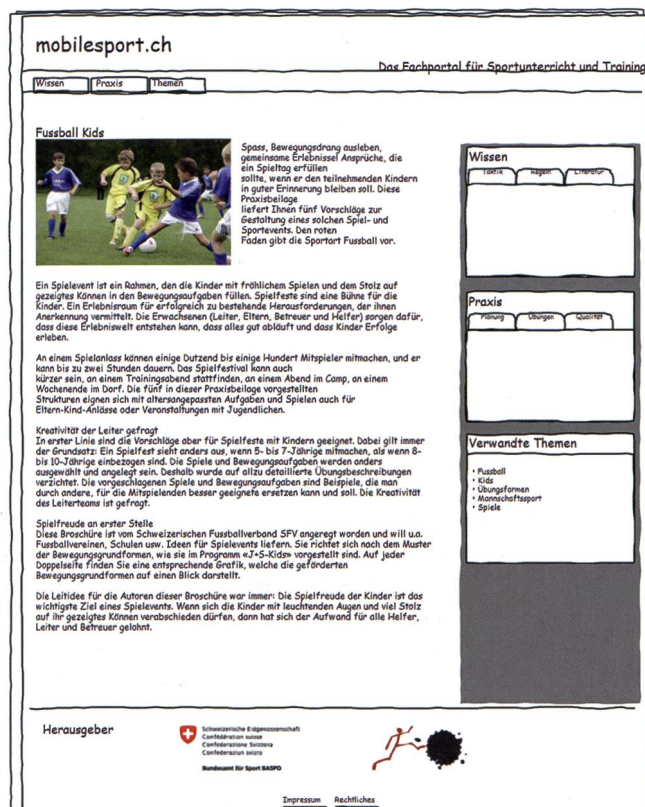 mobilesport.ch
Das Fachportal für Sportunterricht und Training
Wissen Praxis Themen
Fussball Kids
Spass, Bewegungsdrang ausleben,
gemeinsame Erlebnisse! Ansprüche, die
ein Spieltag erfüllen
sollte, wenn er den teilnehmenden Kindern
in guter Erinnerung bleiben soll. Diese
Praxisbeilage
liefert Ihnen fünf Vorschläge zur
Gestaltung eines solchen Spiel- und
Sportevents. Den roten
Faden gibt die Sportart Fussball vor.
Ein Spielevent ist ein Rahmen, den die Kinder mit fröhlichem Spielen und dem Stolz auf
gezeigtes Können in den Bewegungsaufgaben füllen. Spielfeste sind eine Bühne für die
Kinder. Ein Erlebnisraum für erfolgreich zu bestehende Herausforderungen, der ihnen
Anerkennung vermittelt. Die Erwachsenen (Leiter, Eltern, Betreuer und Helfer) sorgen dafür,
dass diese Erlebniswelt entstehen kann, dass alles gut abläuft und dass Kinder Erfolge
erleben.
An einem Spielanlass können einige Dutzend bis einige Hundert Mitspieler mitmachen, und er
kann bis zu zwei Stunden dauern. Das Spielfestival kann auch
kürzer sein, an einem Trainingsabend stattfinden, an einem Abend im Camp, an einem
Wochenende im Dorf. Die fünf in dieser Praxisbeilage vorgestellten
Strukturen eignen sich mit altersangepassten Aufgaben und Spielen auch für
Eltern-Kind-Anlässe oder Veranstaltungen mit Jugendlichen.
Kreativität der Leiter gefragt
In erster Linie sind die Vorschläge aber für Spielfeste mit Kindern geeignet. Dabei gilt immer
der Grundsatz: Ein Spielfest sieht anders aus, wenn 5- bis 7-Jährige mitmachen, als wenn 8-
bis 10-Jährige einbezogen sind. Die Spiele und Bewegungsaufgaben werden anders
ausgewählt und angelegt sein. Deshalb wurde auf allzu detaillierte Übungsbeschreibungen
verzichtet. Die vorgeschlagenen Spiele und Bewegungsaufgaben sind Beispiele, die man
durch andere, für die Mitspielenden besser geeignete ersetzen kann und soll. Die Kreativität
des Leiterteams ist gefragt.
Spielfreude an erster Stelle
Diese Broschüre ist vom Schweizerischen Fussballverband SFV angeregt worden und will u.a.
Fussballvereinen, Schulen usw. Ideen für Spielevents liefern. Sie richtet sich nach dem Muster
der Bewegungsgrundformen, wie sie im Programm «J+S-Kids» vorgestellt sind. Auf jeder
Doppelseite finden Sie eine entsprechende Grafik, welche die geförderten
Bewegungsgrundformen auf einen Blick darstellt.
Die Leitidee für die Autoren dieser Broschüre war immer: Die Spielfreude der Kinder ist das
wichtigste Ziel eines Spielevents. Wenn sich die Kinder mit leuchtenden Augen und viel Stolz
auf ihr gezeigtes Können verabschieden dürfen, dann hat sich der Aufwand für alle Helfer,
Leiter und Betreuer gelohnt.
Wissen
Taktik Regeln Literatur
Praxis
Planung Übungen Qualität
Verwandte Themen
• Fussball
• Kids
• Übungsformen
• Mannschaftssport
• Spiele
Herausgeber
Schweizerische Eidgenossenschaft
Confédération suisse
Confederazione Svizzera
Confederaziun svizra
Bundesamt für Sport BASPO
Impressum Rechtliches